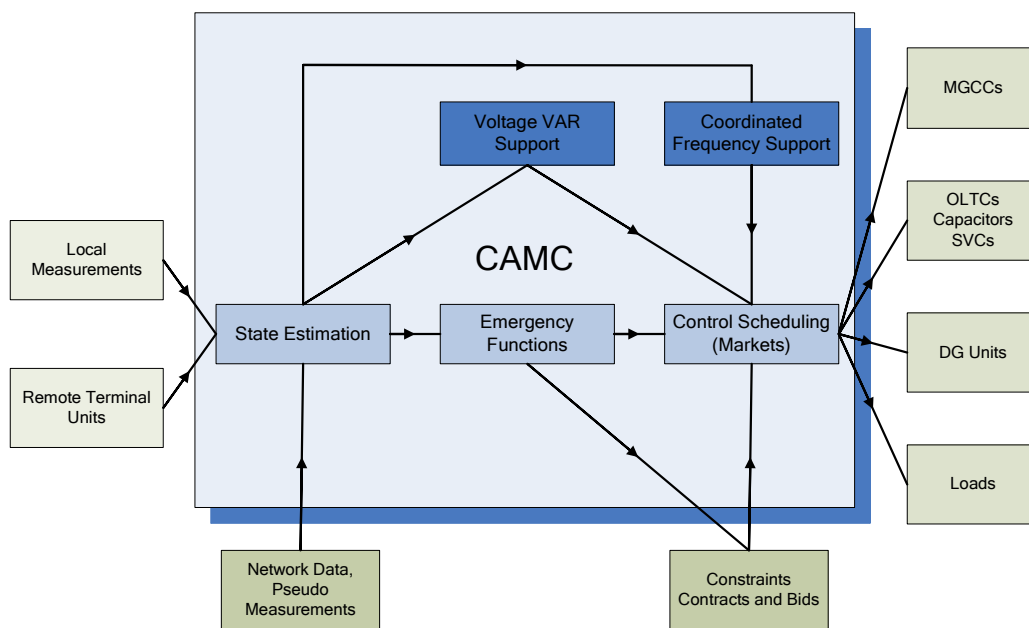 MGCCs
Voltage VAR
Support
Coordinated
Frequency Support
OLTCs
Capacitors
SVCs
Local
Measurements
CAMC
State Estimation
Emergency
Functions
Control Scheduling
(Markets)
DG Units
Remote Terminal
Units
Loads
Network Data,
Pseudo
Measurements
Constraints
Contracts and Bids